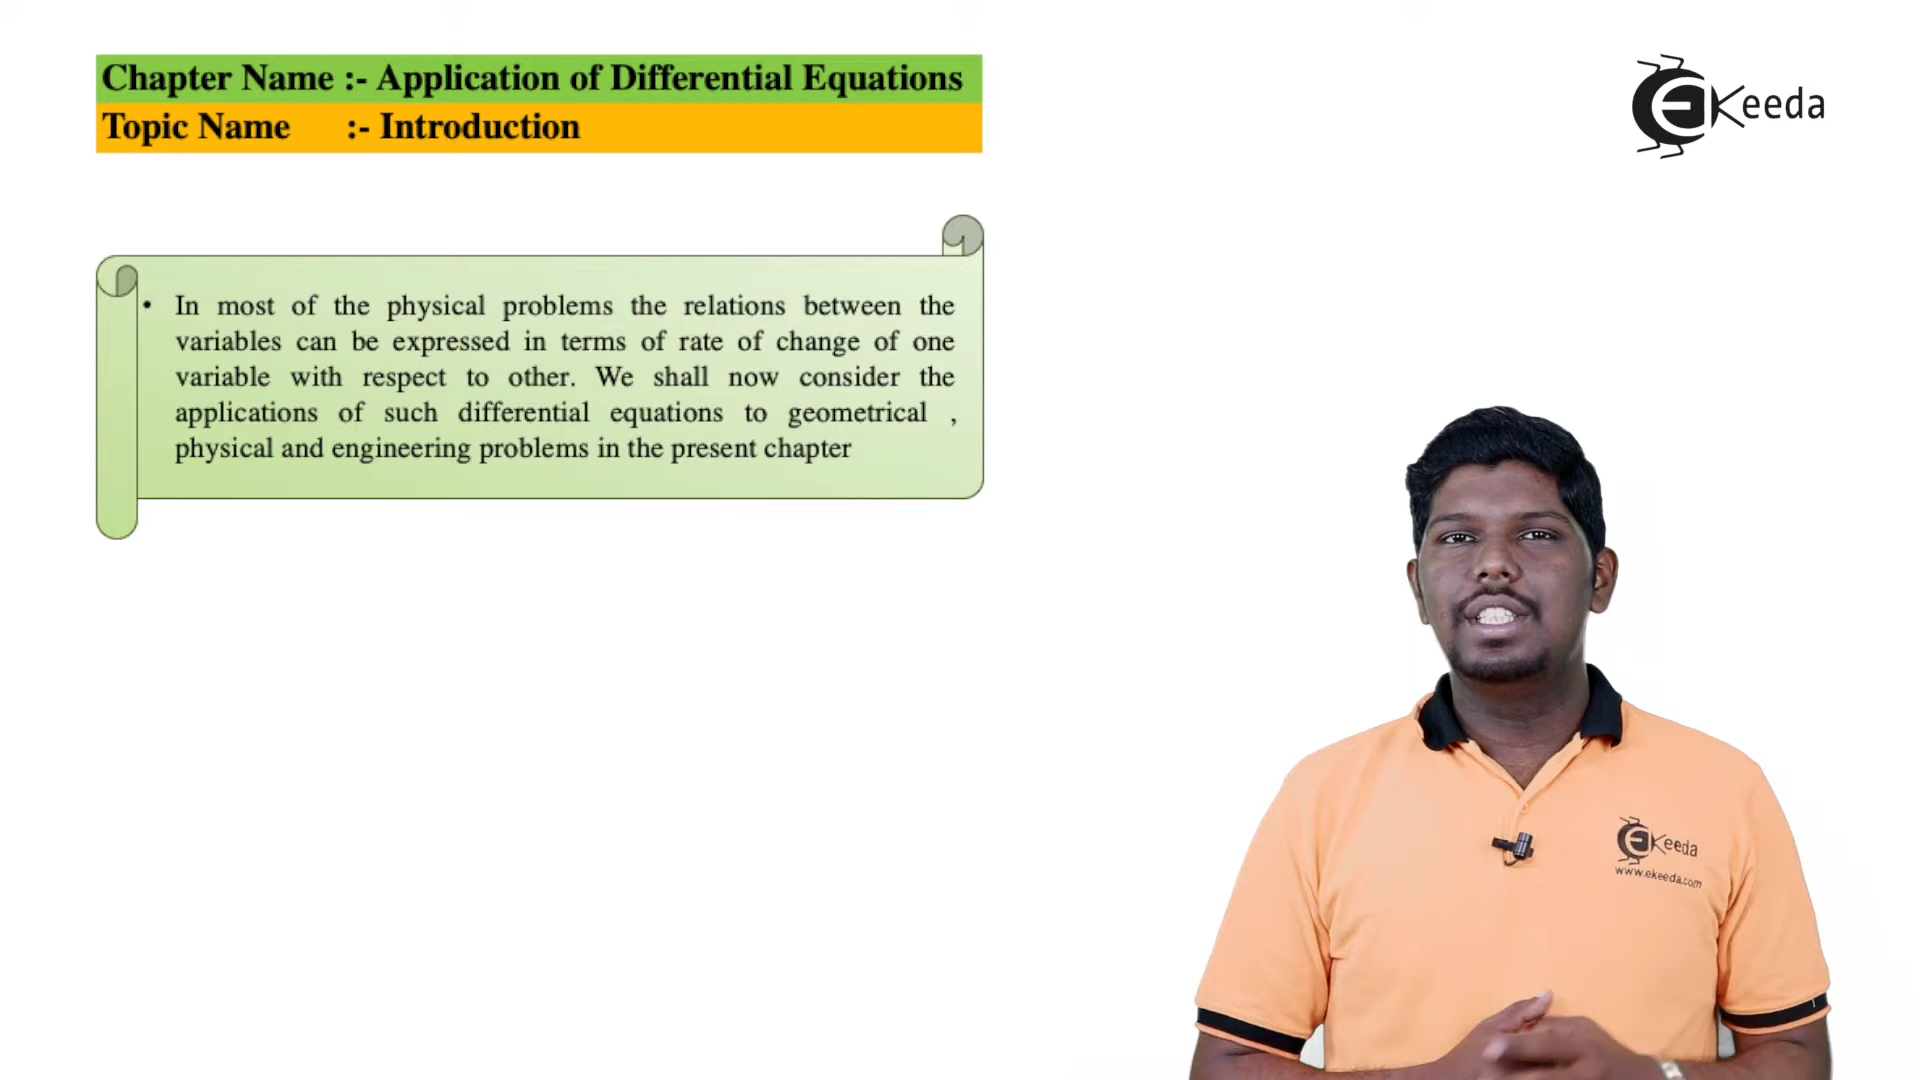 Chapter Name :- Application of Differential Equations
Topic Name :- Introduction
Keeda
• In most of the physical problems the relations between the
variables can be expressed in terms of rate of change of one
variable with respect to other. We shall now consider the
applications of such differential equations to geometrical ,
physical and engineering problems in the present chapter
Keeda
www.ekeeda.com